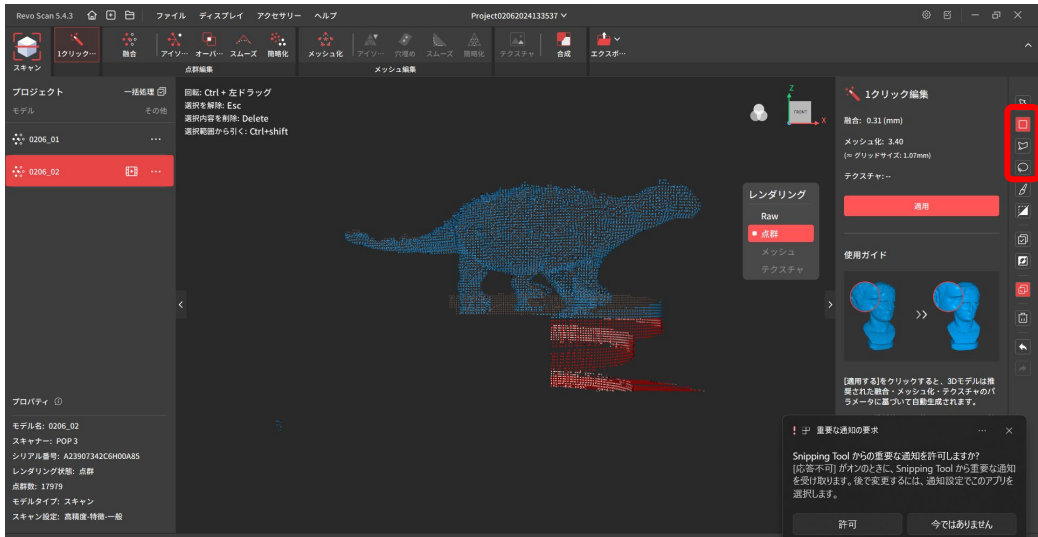 Revo Scan 5.4.3
ファイル ディスプレイ アクセサリー ヘルプ
Project02062024133537
スキャン
1クリック…
融合
アイソ…
オーバ…
スムーズ
簡略化
点群編集
メッシュ化
アイソ…
穴埋め
スムーズ
簡略化
メッシュ編集
テクスチャ
合成
エクスポ…
プロジェクト
一括処理
モデル
その他
0206_01
0206_02
回転: Ctrl + 左ドラッグ
選択を解除: Esc
選択内容を削除: Delete
選択範囲から引く: Ctrl+shift
Z
FRONT
X
レンダリング
Raw
点群
メッシュ
テクスチャ
1クリック編集
融合: 0.31 (mm)
メッシュ化: 3.40
(≈ グリッドサイズ: 1.07mm)
テクスチャ: --
適用
使用ガイド
>>
[適用する]をクリックすると、3Dモデルは推
奨された融合・メッシュ化・テクスチャのパ
ラメータに基づいて自動生成されます。
プロパティ
モデル名: 0206_02
スキャナー: POP 3
シリアル番号: A23907342C6H00A85
レンダリング状態: 点群
点群数: 17979
モデルタイプ: スキャン
スキャン設定: 高精度-特徴-一般
重要な通知の要求
Snipping Tool からの重要な通知を許可しますか?
[応答不可] がオンのときに、Snipping Tool から重要な通知
を受け取ります。後で変更するには、通知設定でこのアプリを
選択します。
許可
今ではありません